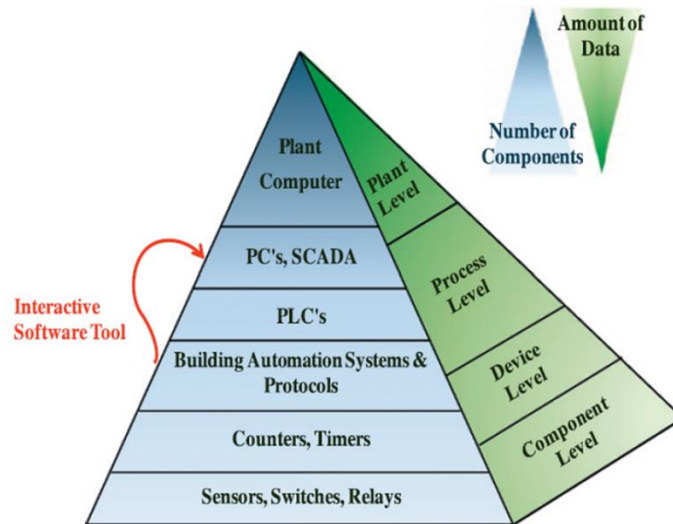 Amount of
Data
Number of
Components
Plant
Computer
Plant
Level
PC's, SCADA
Process
Level
Interactive
Software Tool
PLC's
Building Automation Systems &
Protocols
Device
Level
Counters, Timers
Component
Level
Sensors, Switches, Relays